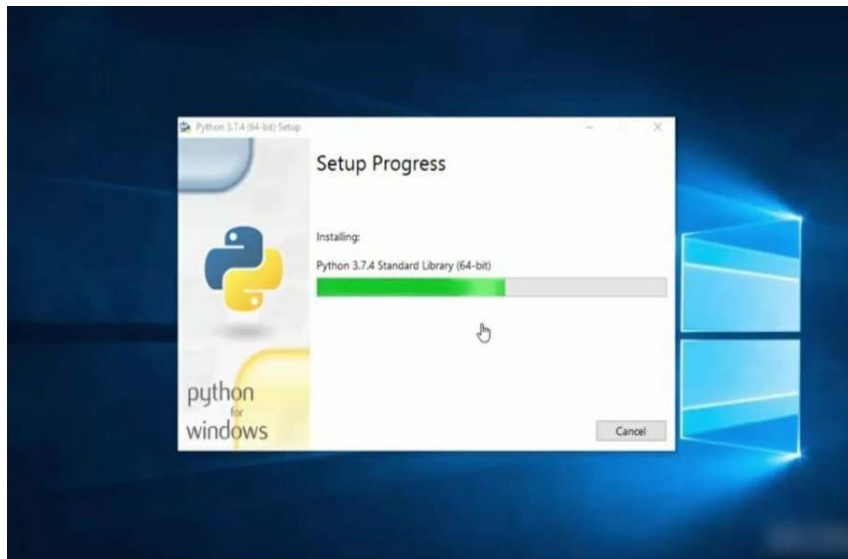 Python 3.7.4 (64-bit) Setup
Setup Progress
Installing:
Python 3.7.4 Standard Library (64-bit)
python
for
windows
Cancel